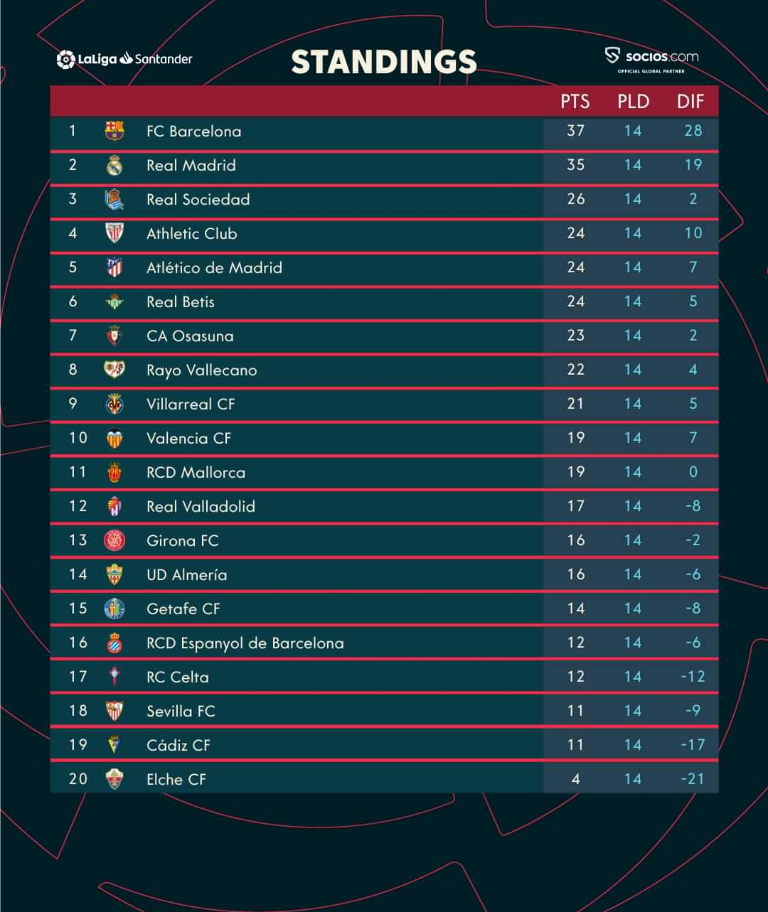 LaLiga Santander
STANDINGS
socios.com
OFFICIAL GLOBAL PARTNER
PTS PLD DIF
1 FC Barcelona 37 14 28
2 Real Madrid 35 14 19
3 Real Sociedad 26 14 2
4 Athletic Club 24 14 10
5 Atlético de Madrid 24 14 7
6 Real Betis 24 14 5
7 CA Osasuna 23 14 2
8 Rayo Vallecano 22 14 4
9 Villarreal CF 21 14 5
10 Valencia CF 19 14 7
11 RCD Mallorca 19 14 0
12 Real Valladolid 17 14 -8
13 Girona FC 16 14 -2
14 UD Almería 16 14 -6
15 Getafe CF 14 14 -8
16 RCD Espanyol de Barcelona 12 14 -6
17 RC Celta 12 14 -12
18 Sevilla FC 11 14 -9
19 Cádiz CF 11 14 -17
20 Elche CF 4 14 -21